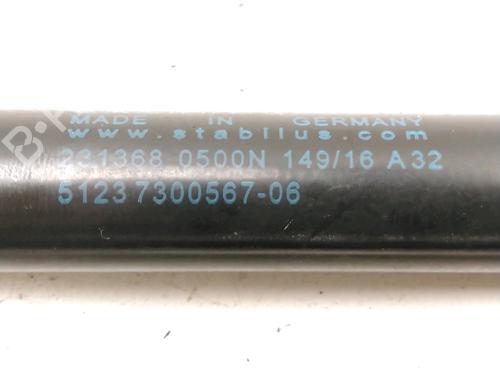 MADE IN GERMANY
www.stabilus.com
231368 0500N 149/16 A32
51237300567-06